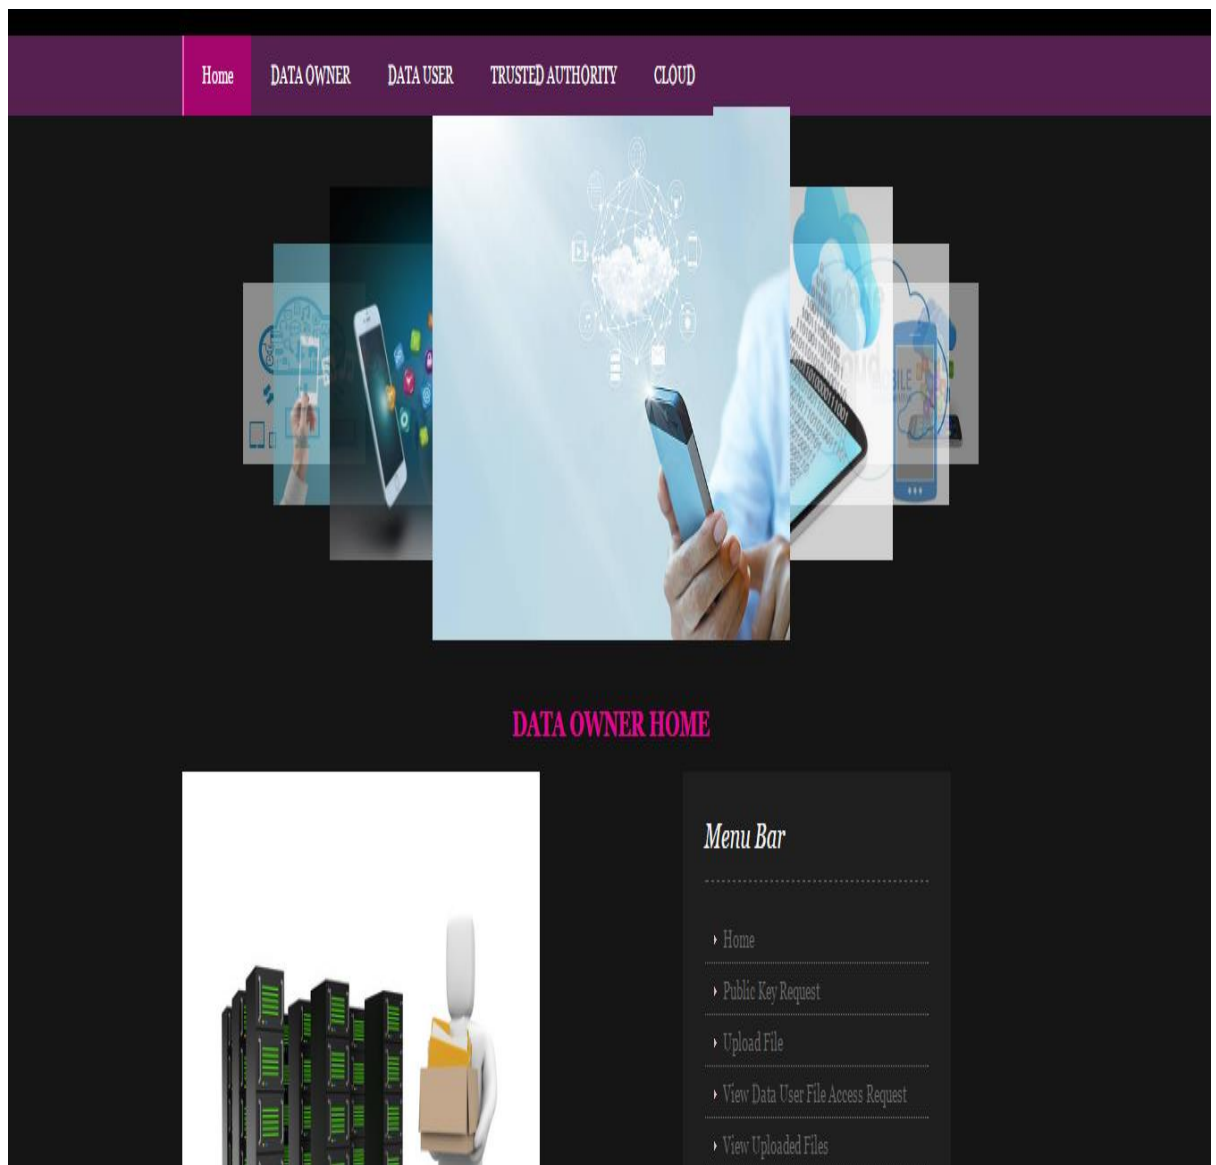 Home DATA OWNER DATA USER TRUSTED AUTHORITY CLOUD
DATA OWNER HOME
Menu Bar
Home
Public Key Request
Upload File
View Data User File Access Request
View Uploaded Files